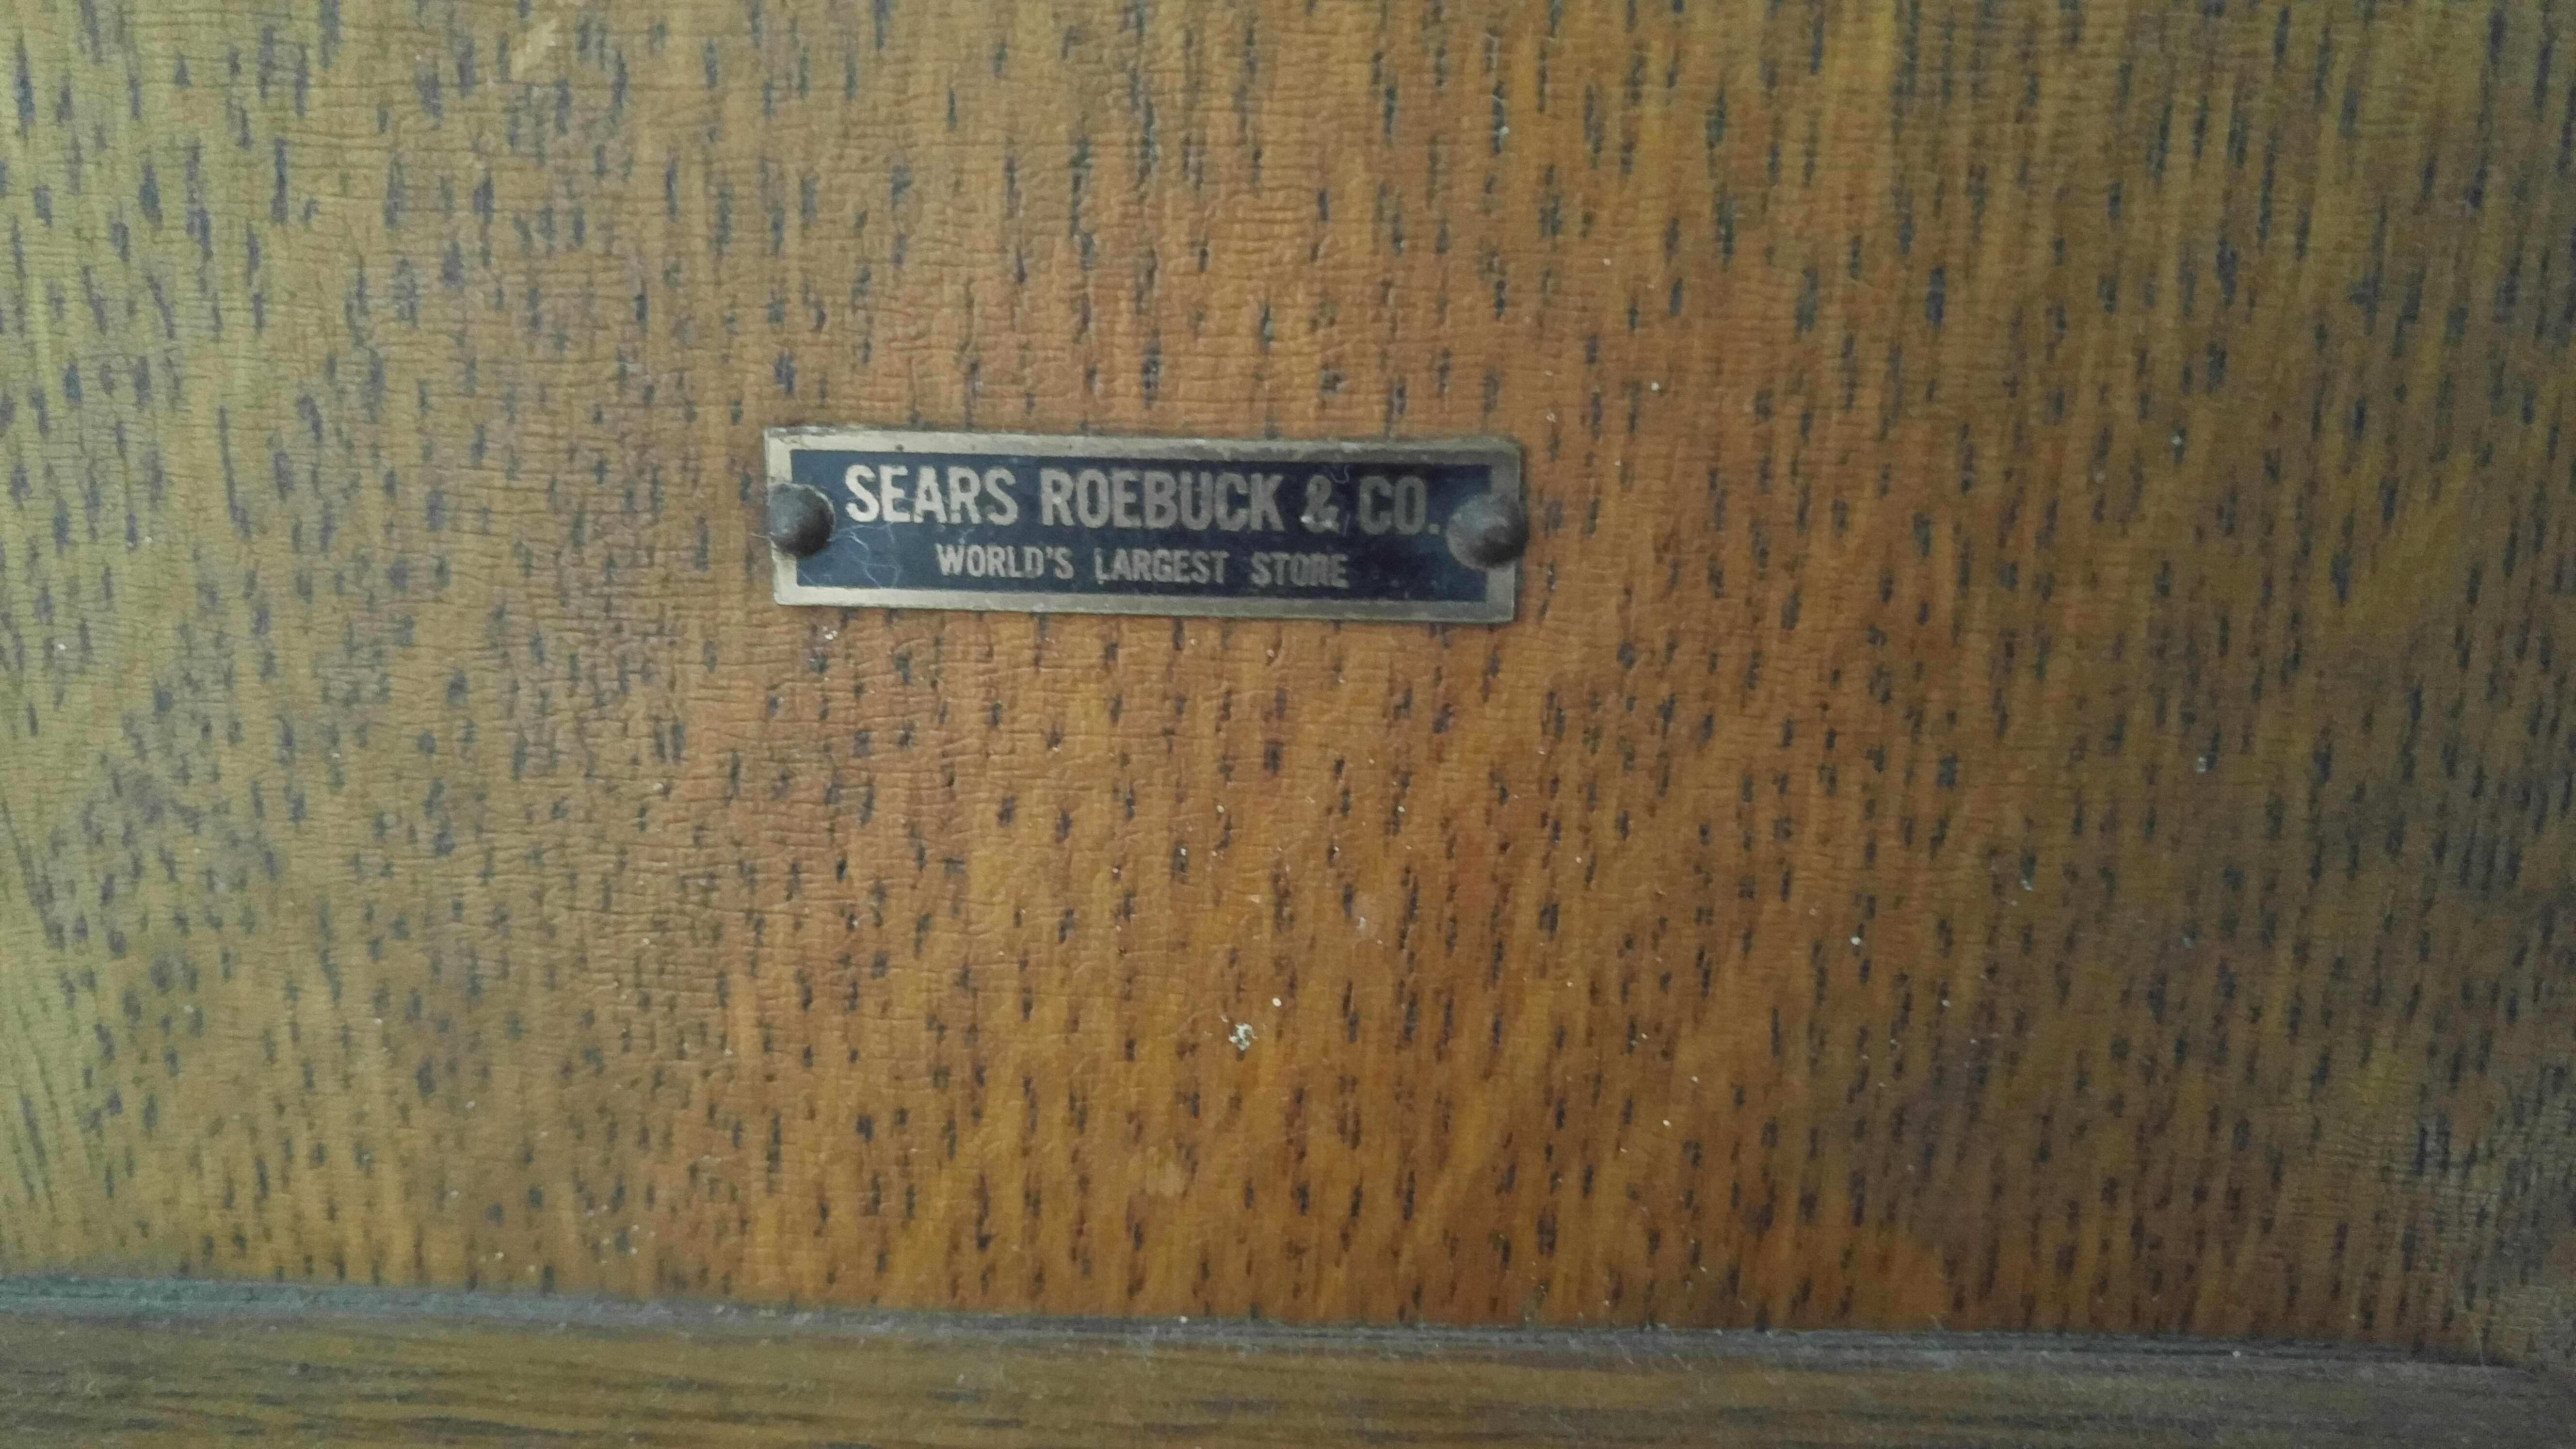 SEARS ROEBUCK & CO.
WORLD'S LARGEST STORE